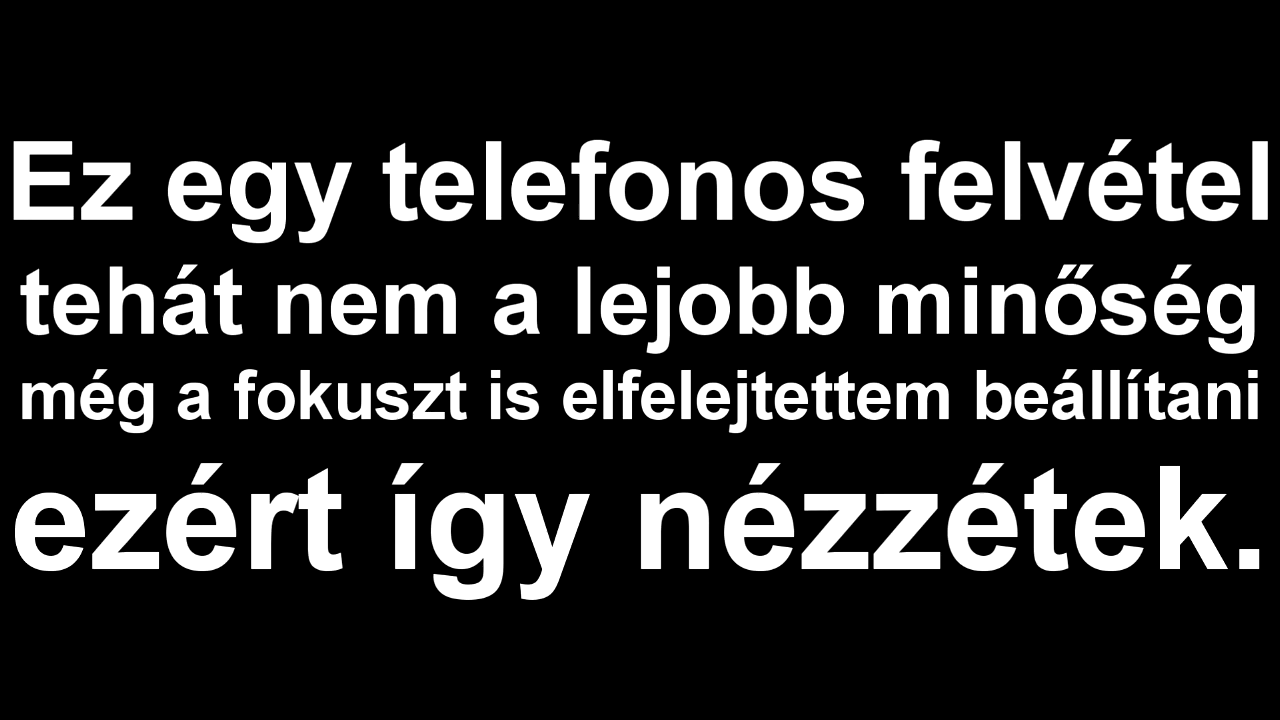 Ez egy telefonos felvétel
tehát nem a lejobb minőség
még a fokuszt is elfelejtettem beállítani
ezért így nézzétek.